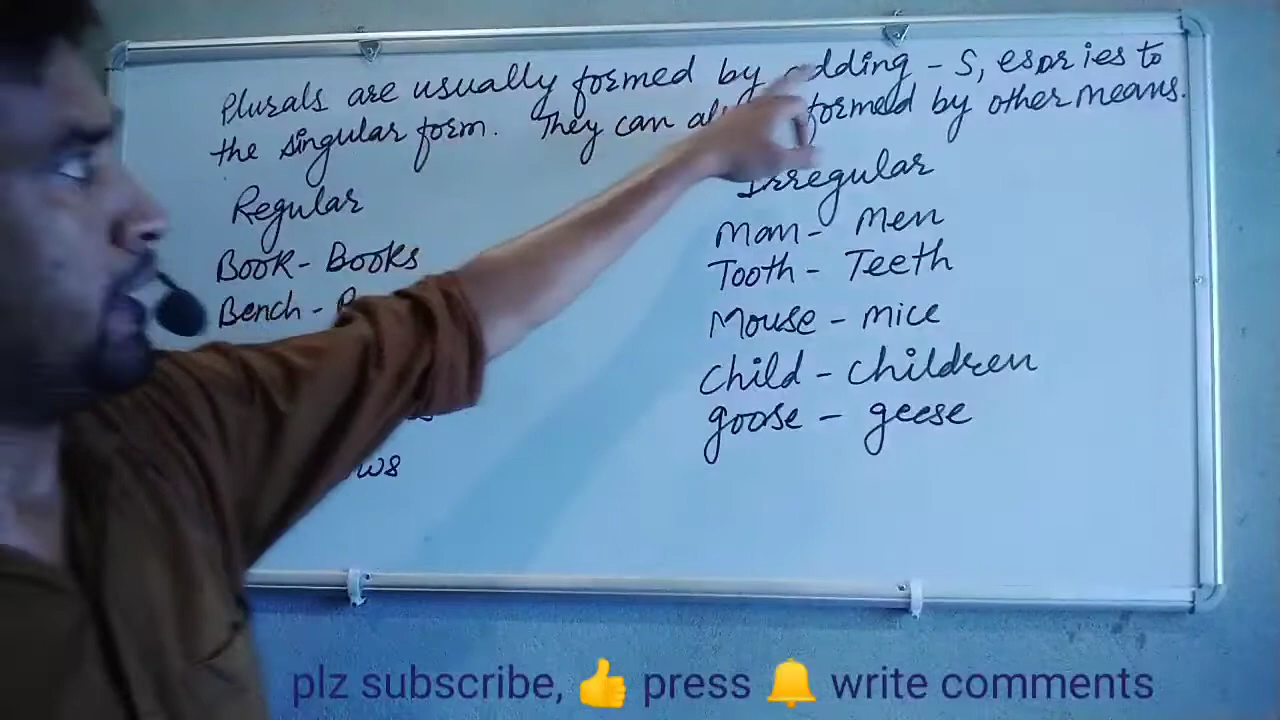 Plurals are usually formed by adding - S, es or ies to
the singular form. They can formed by other means.
Regular
Irregular
Book - Books
Bench -
Man - Men
Tooth - Teeth
Mouse - mice
Child - children
goose - geese
plz subscribe, 👍 press 🔔 write comments